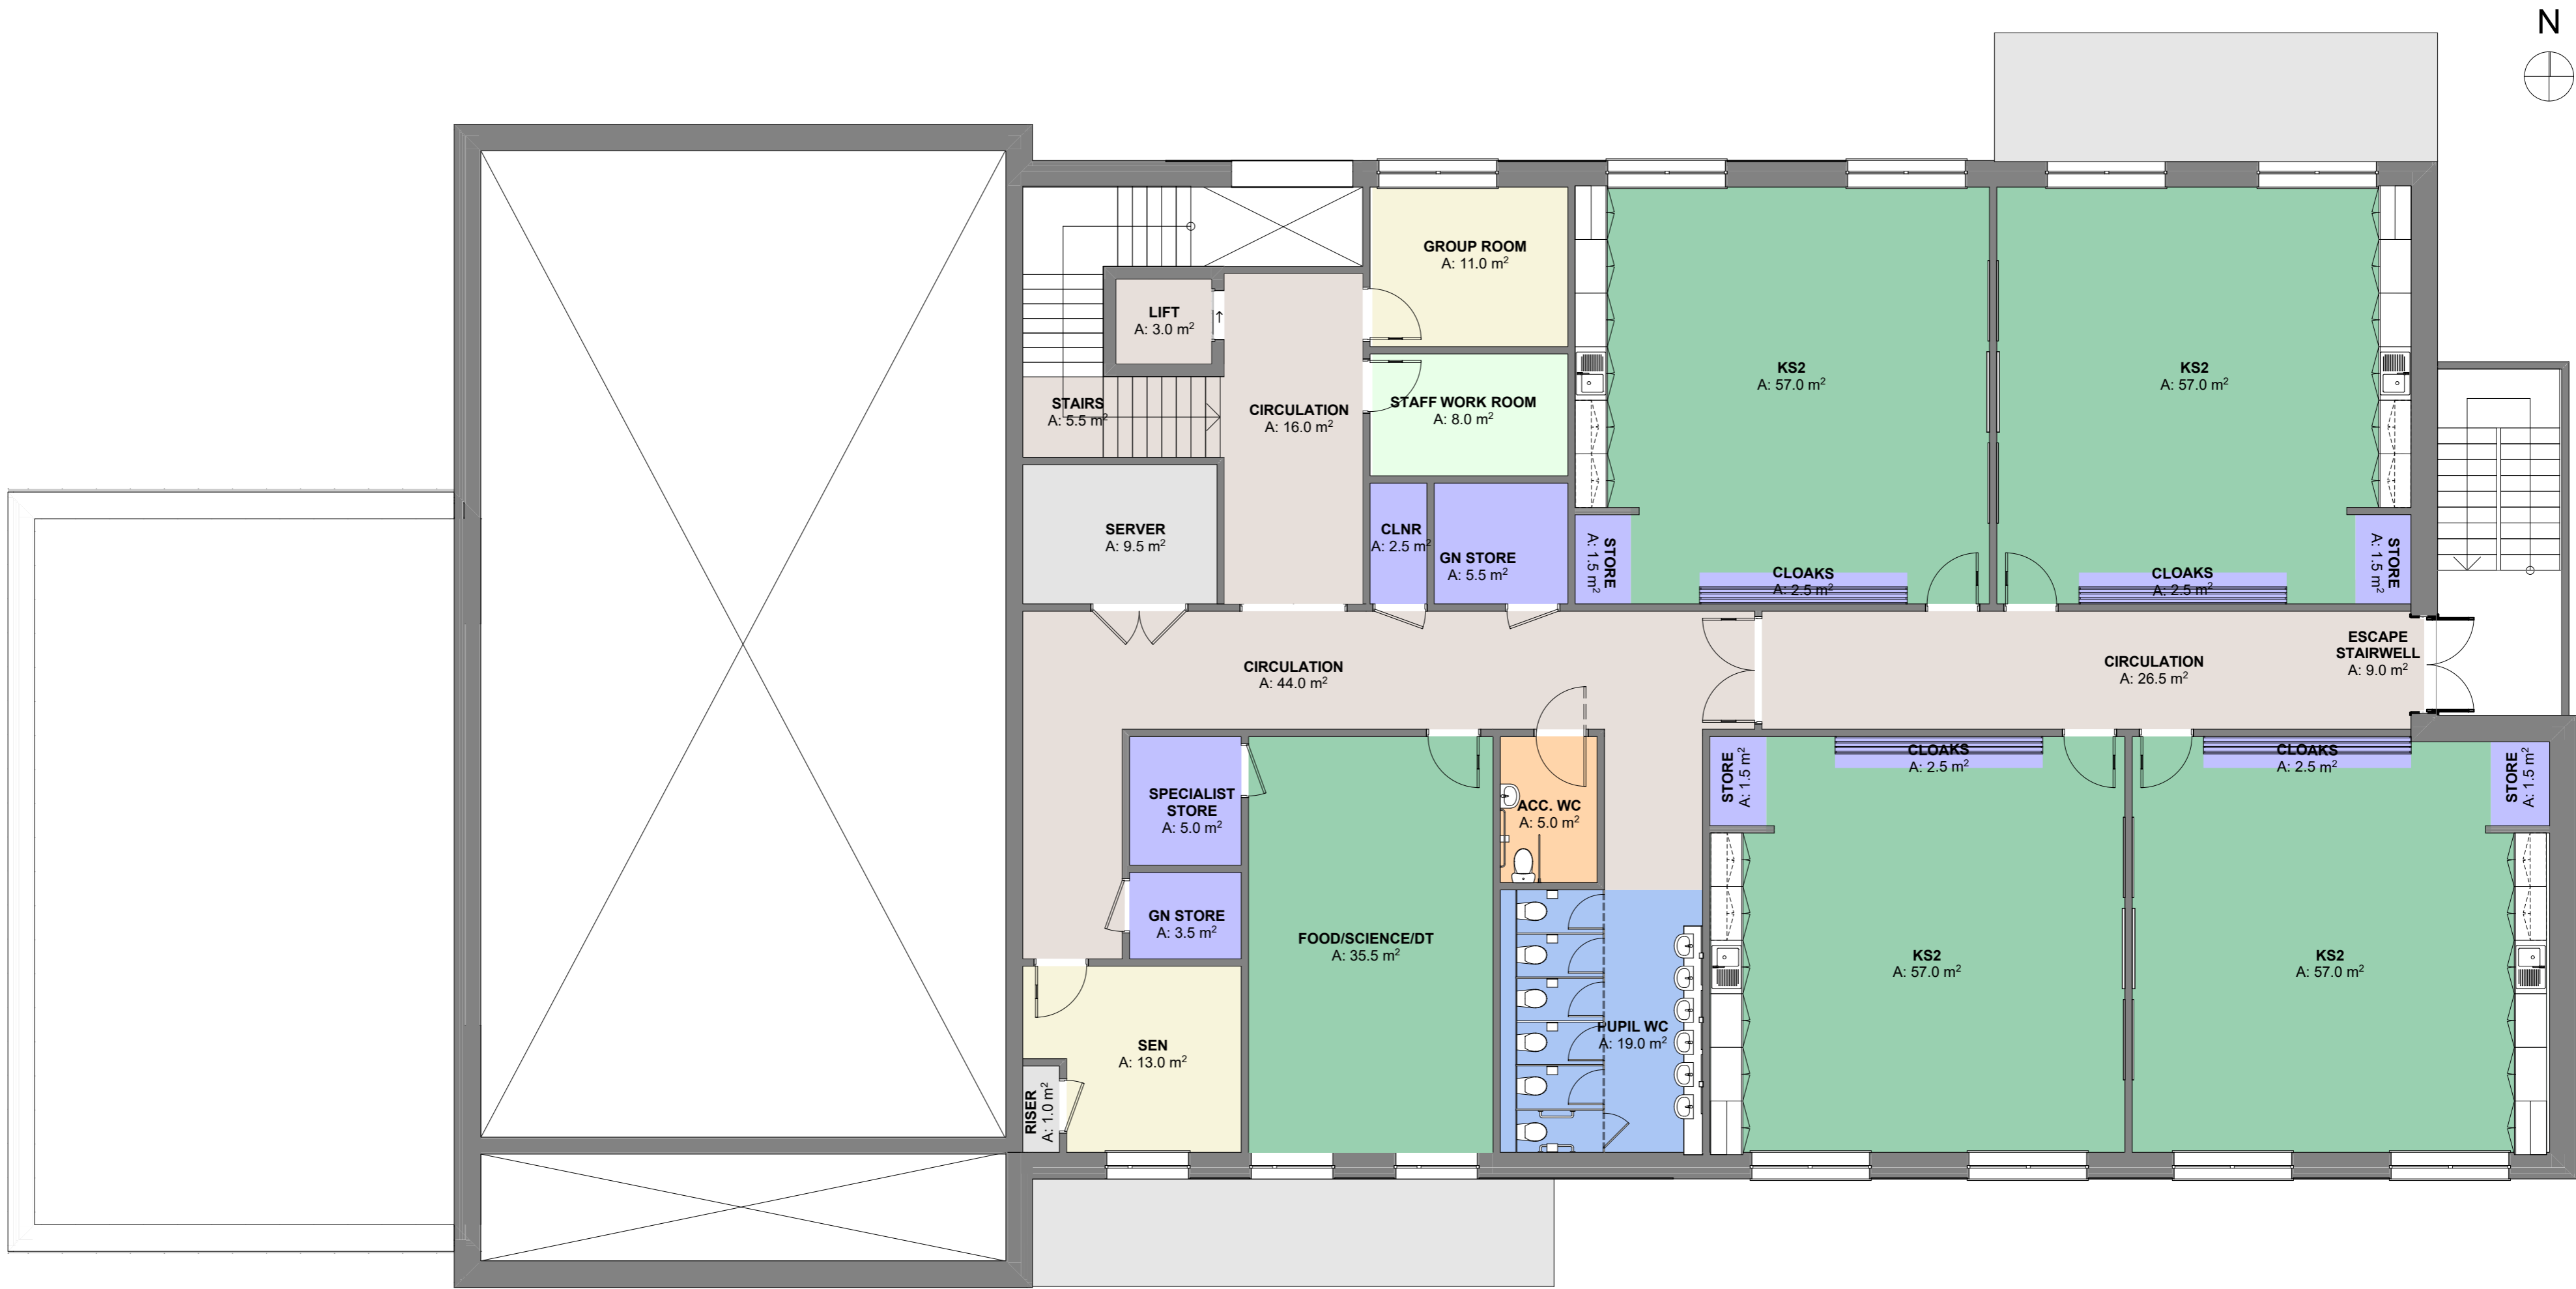 N
GROUP ROOM
A: 11.0 m²
LIFT
A: 3.0 m²
STAIRS
A: 5.5 m²
CIRCULATION
A: 16.0 m²
STAFF WORK ROOM
A: 8.0 m²
KS2
A: 57.0 m²
KS2
A: 57.0 m²
SERVER
A: 9.5 m²
CLNR
A: 2.5 m²
GN STORE
A: 5.5 m²
STORE
A: 1.5 m²
CLOAKS
A: 2.5 m²
CLOAKS
A: 2.5 m²
STORE
A: 1.5 m²
CIRCULATION
A: 44.0 m²
CIRCULATION
A: 26.5 m²
ESCAPE
STAIRWELL
A: 9.0 m²
SPECIALIST
STORE
A: 5.0 m²
ACC. WC
A: 5.0 m²
STORE
A: 1.5 m²
CLOAKS
A: 2.5 m²
CLOAKS
A: 2.5 m²
STORE
A: 1.5 m²
GN STORE
A: 3.5 m²
FOOD/SCIENCE/DT
A: 35.5 m²
KS2
A: 57.0 m²
KS2
A: 57.0 m²
PUPIL WC
A: 19.0 m²
SEN
A: 13.0 m²
RISER
A: 1.0 m²